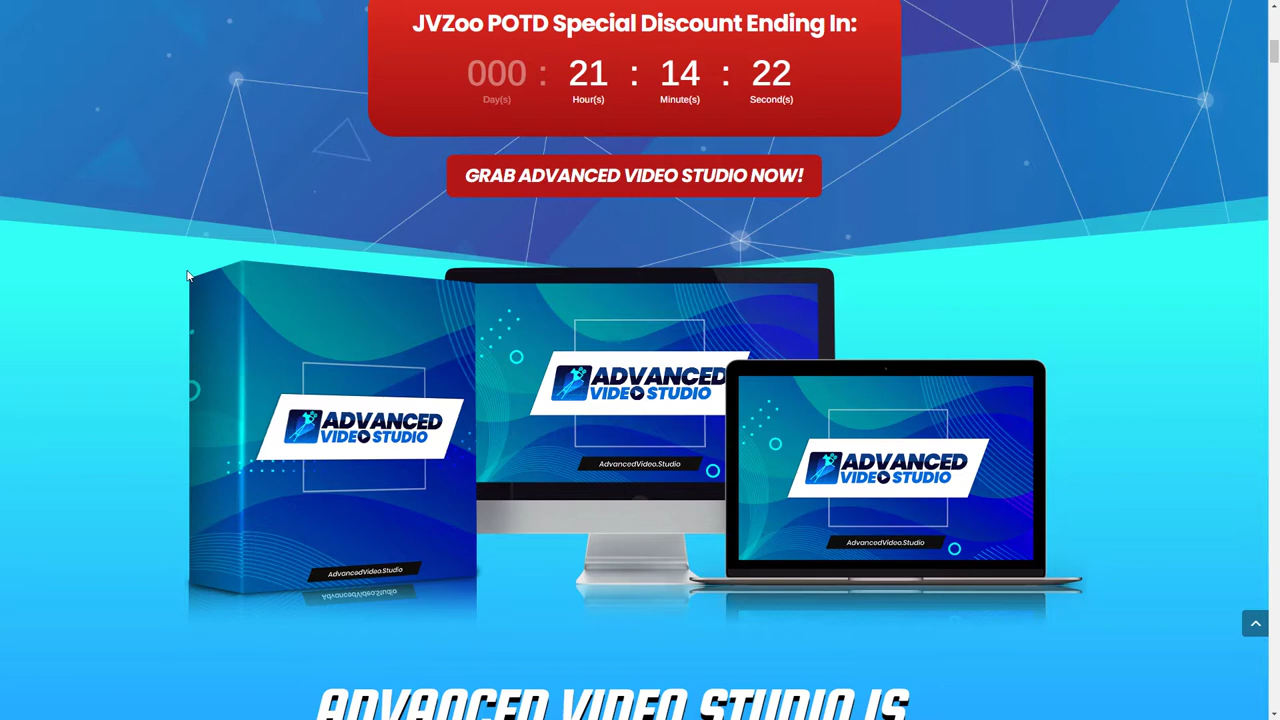 JVZoo POTD Special Discount Ending In:
000 : 21 : 14 : 22
Day(s) Hour(s) Minute(s) Second(s)
GRAB ADVANCED VIDEO STUDIO NOW!
ADVANCED
VIDEO STUDIO
AdvancedVideo.Studio
ADVANCED
VIDEO STUDIO
AdvancedVideo.Studio
ADVANCED
VIDEO STUDIO
AdvancedVideo.Studio
ADVANCED VIDEO STUDIO IS